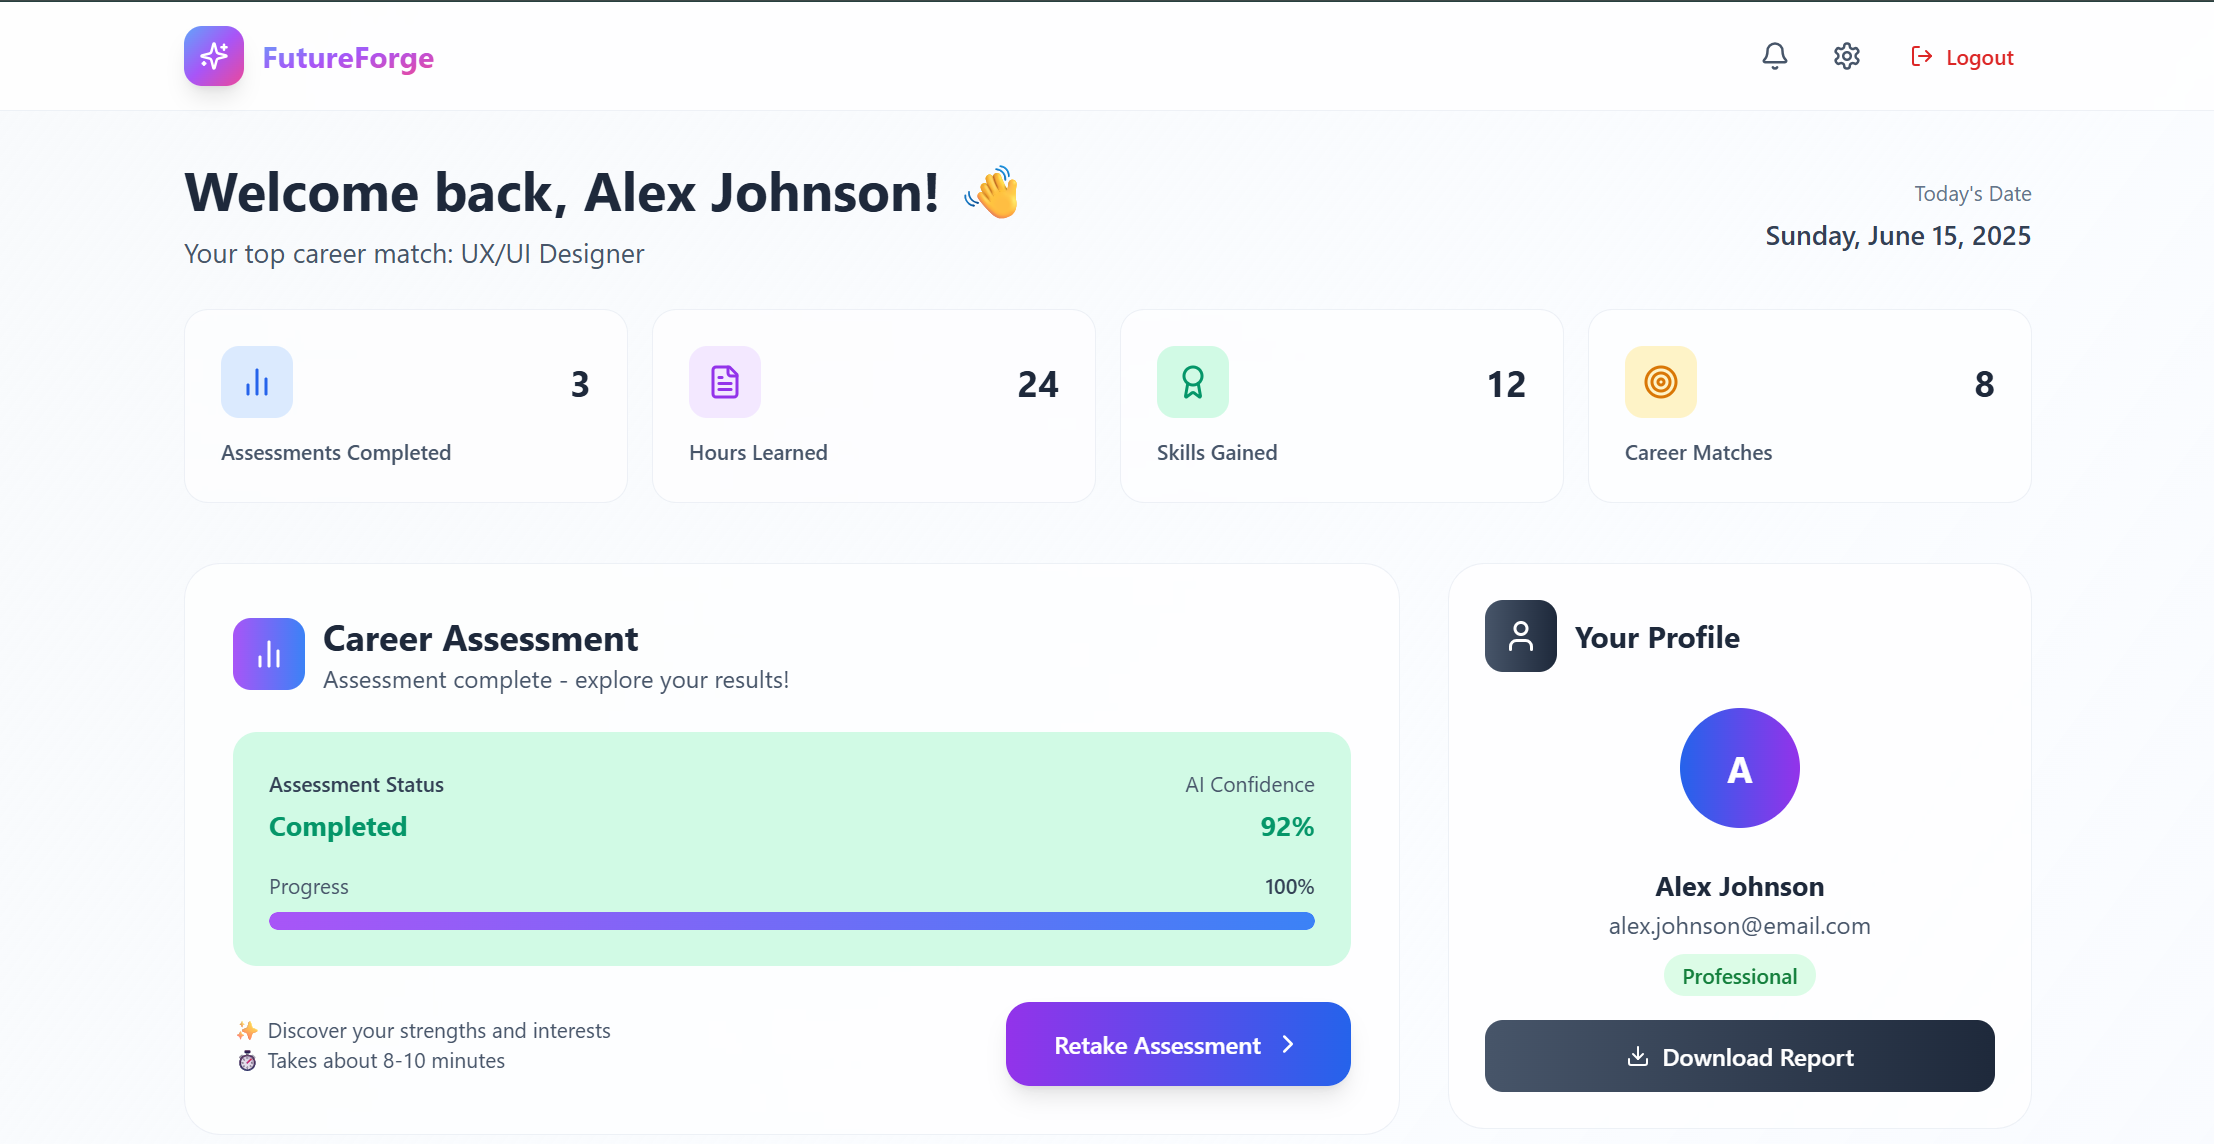 FutureForge
Logout
Welcome back, Alex Johnson! 👋
Your top career match: UX/UI Designer
Today's Date
Sunday, June 15, 2025
3
Assessments Completed
24
Hours Learned
12
Skills Gained
8
Career Matches
Career Assessment
Assessment complete - explore your results!
Assessment Status
AI Confidence
Completed
92%
Progress
100%
✨ Discover your strengths and interests
⏱️ Takes about 8-10 minutes
Retake Assessment
Your Profile
A
Alex Johnson
alex.johnson@email.com
Professional
Download Report